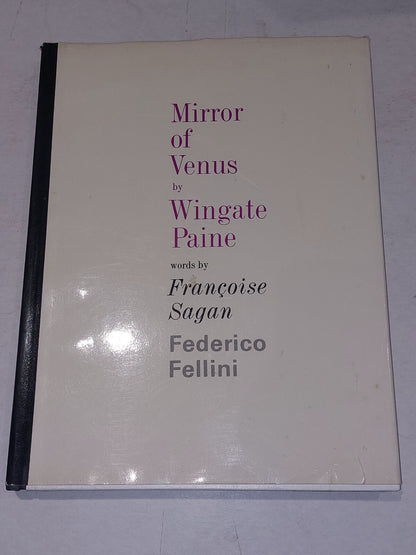 Mirror
of
Venus
by
Wingate
Paine
words by
Françoise
Sagan
Federico
Fellini